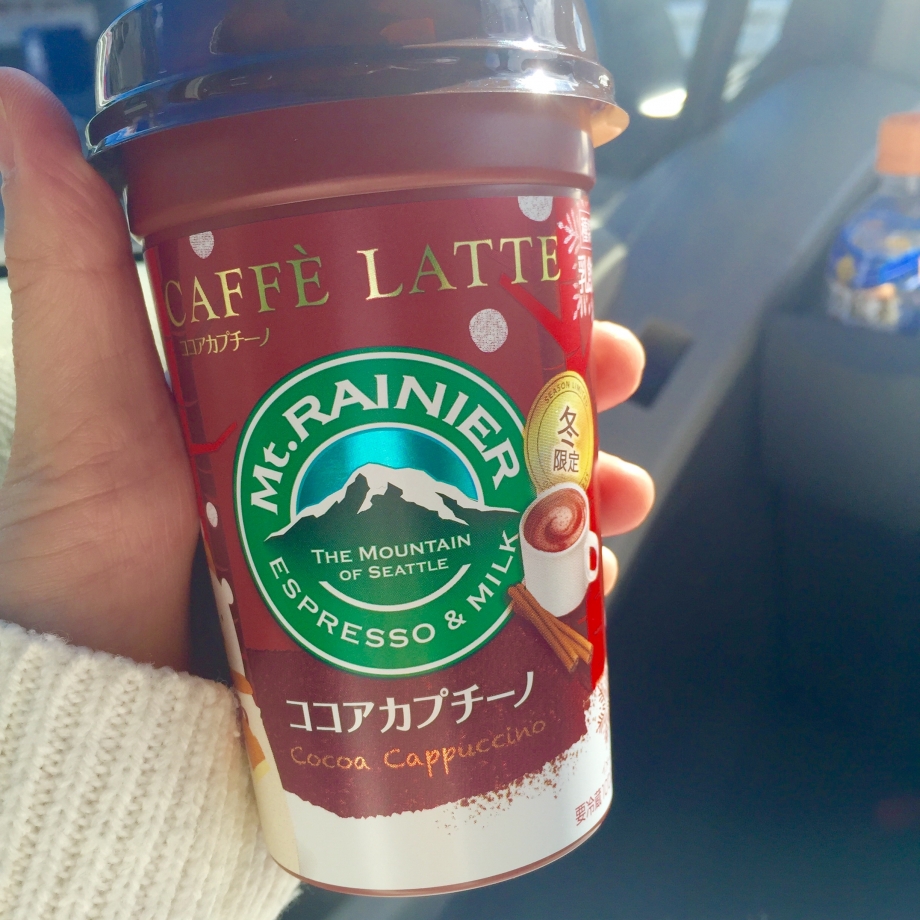 CAFFÈ LATTE
ココアカプチーノ
Mt. RAINIER
THE MOUNTAIN
OF SEATTLE
ESPRESSO & MILK
SEASON LIMITED
冬
限定
ココアカプチーノ
Cocoa Cappuccino
要冷蔵